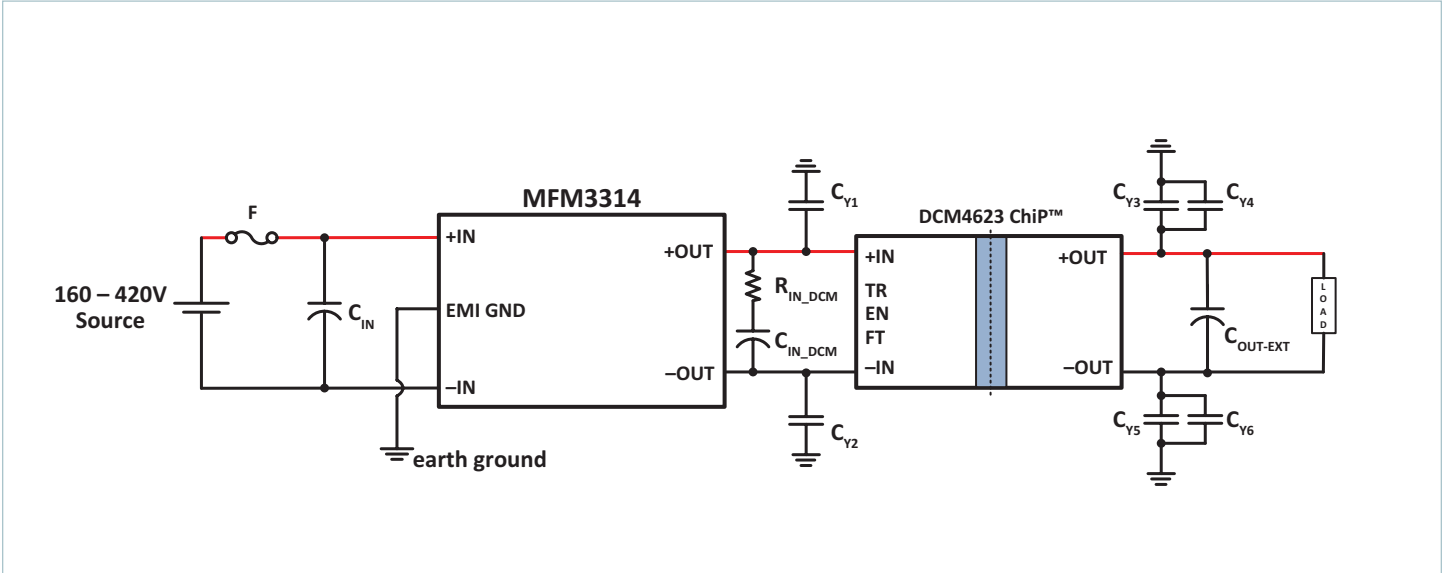 MFM3314
DCM4623 ChiP™
F
160 – 420V
Source
C_IN
+IN
EMI GND
–IN
+OUT
–OUT
earth ground
R_IN_DCM
C_IN_DCM
C_Y1
C_Y2
+IN
TR
EN
FT
–IN
+OUT
–OUT
C_Y3
C_Y4
C_OUT-EXT
C_Y5
C_Y6
LOAD